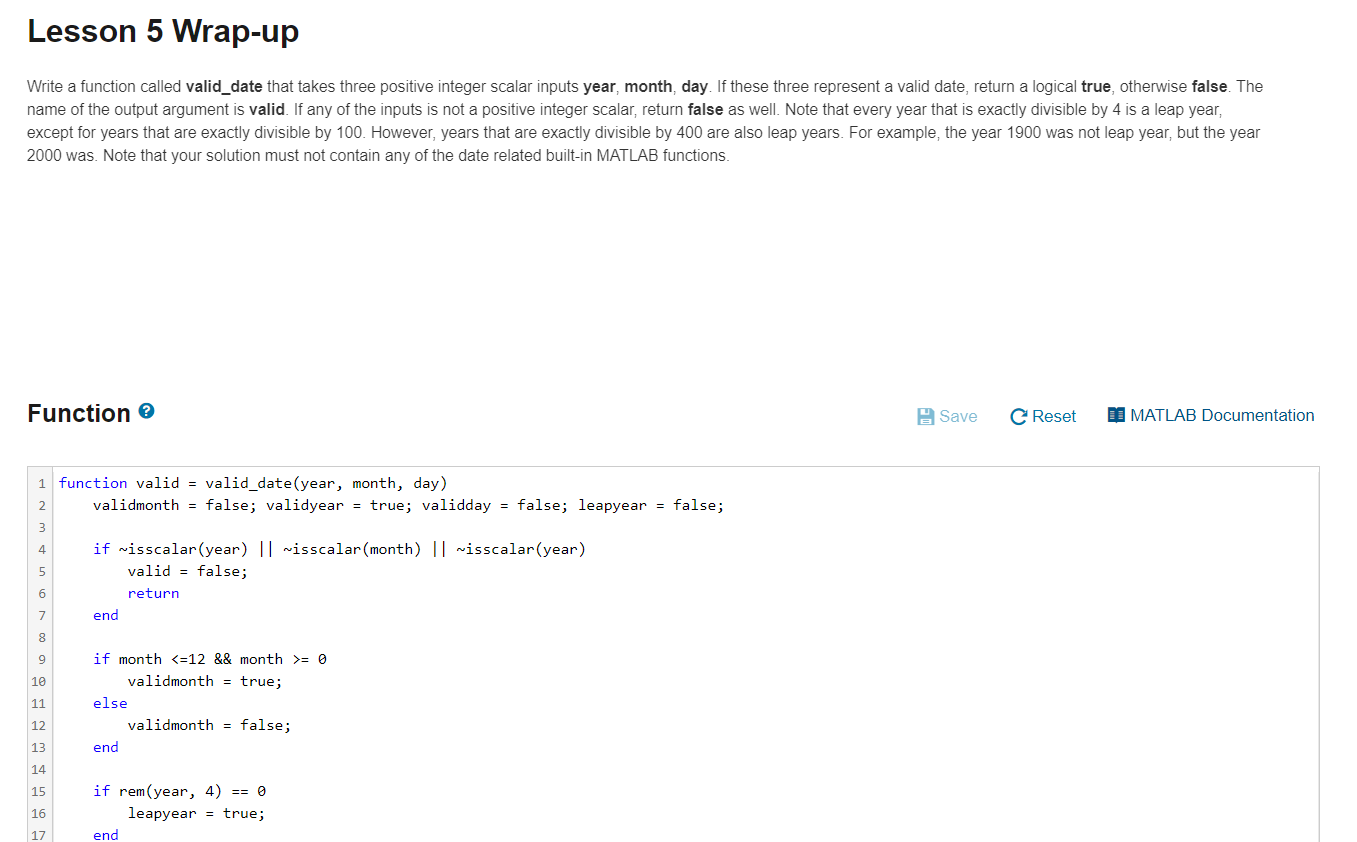 Lesson 5 Wrap-up
Write a function called valid_date that takes three positive integer scalar inputs year, month, day. If these three represent a valid date, return a logical true, otherwise false. The
name of the output argument is valid. If any of the inputs is not a positive integer scalar, return false as well. Note that every year that is exactly divisible by 4 is a leap year,
except for years that are exactly divisible by 100. However, years that are exactly divisible by 400 are also leap years. For example, the year 1900 was not leap year, but the year
2000 was. Note that your solution must not contain any of the date related built-in MATLAB functions.
Function ?
Save Reset MATLAB Documentation
1 function valid = valid_date(year, month, day)
2     validmonth = false; validyear = true; validday = false; leapyear = false;
3
4     if ~isscalar(year) || ~isscalar(month) || ~isscalar(year)
5         valid = false;
6         return
7     end
8
9     if month <=12 && month >= 0
10         validmonth = true;
11     else
12         validmonth = false;
13     end
14
15     if rem(year, 4) == 0
16         leapyear = true;
17     end